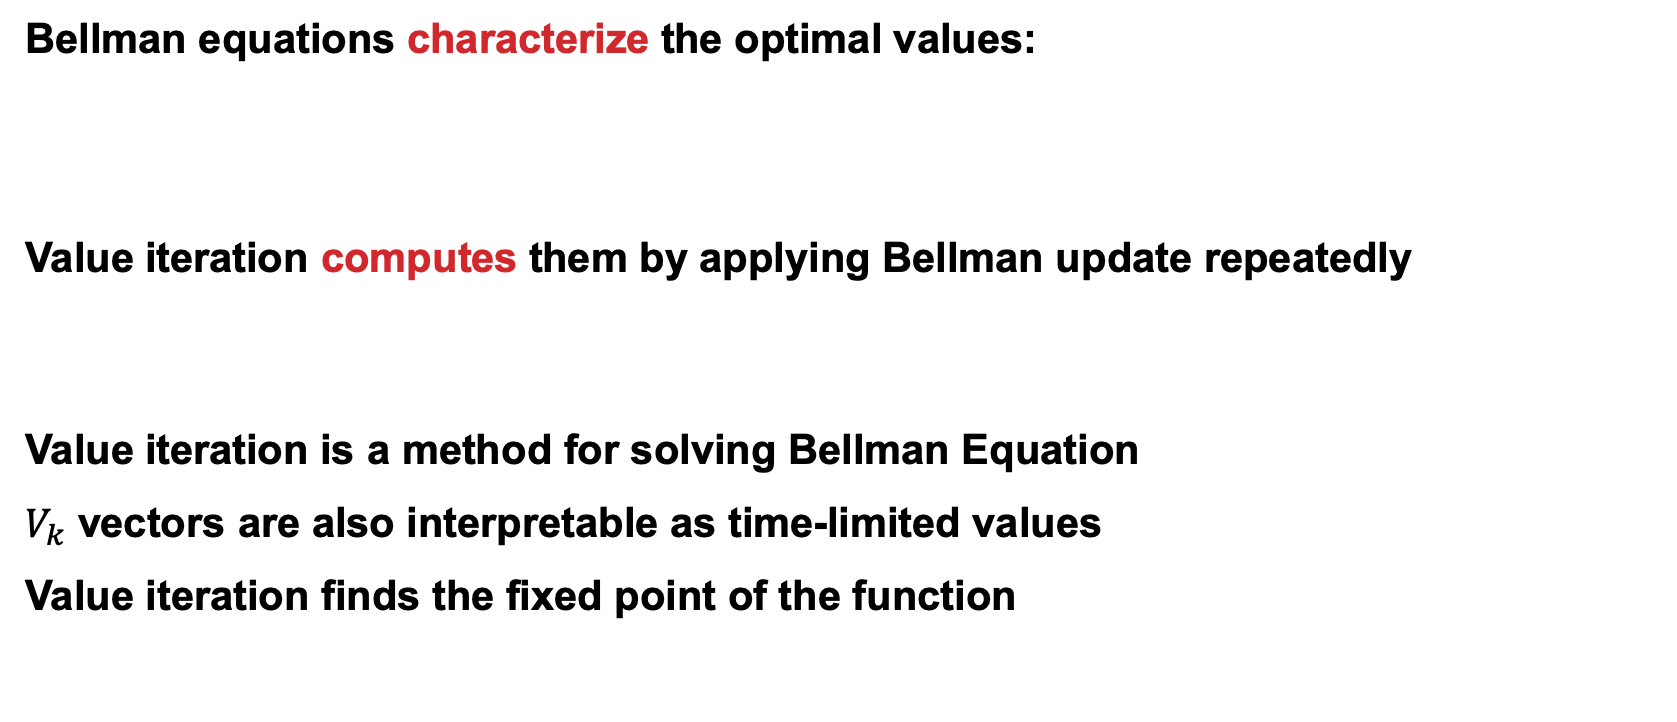 Bellman equations characterize the optimal values:
Value iteration computes them by applying Bellman update repeatedly
Value iteration is a method for solving Bellman Equation
V_k vectors are also interpretable as time-limited values
Value iteration finds the fixed point of the function